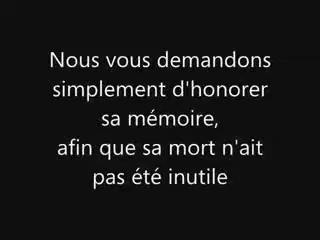 Nous vous demandons
simplement d'honorer
sa mémoire,
afin que sa mort n'ait
pas été inutile